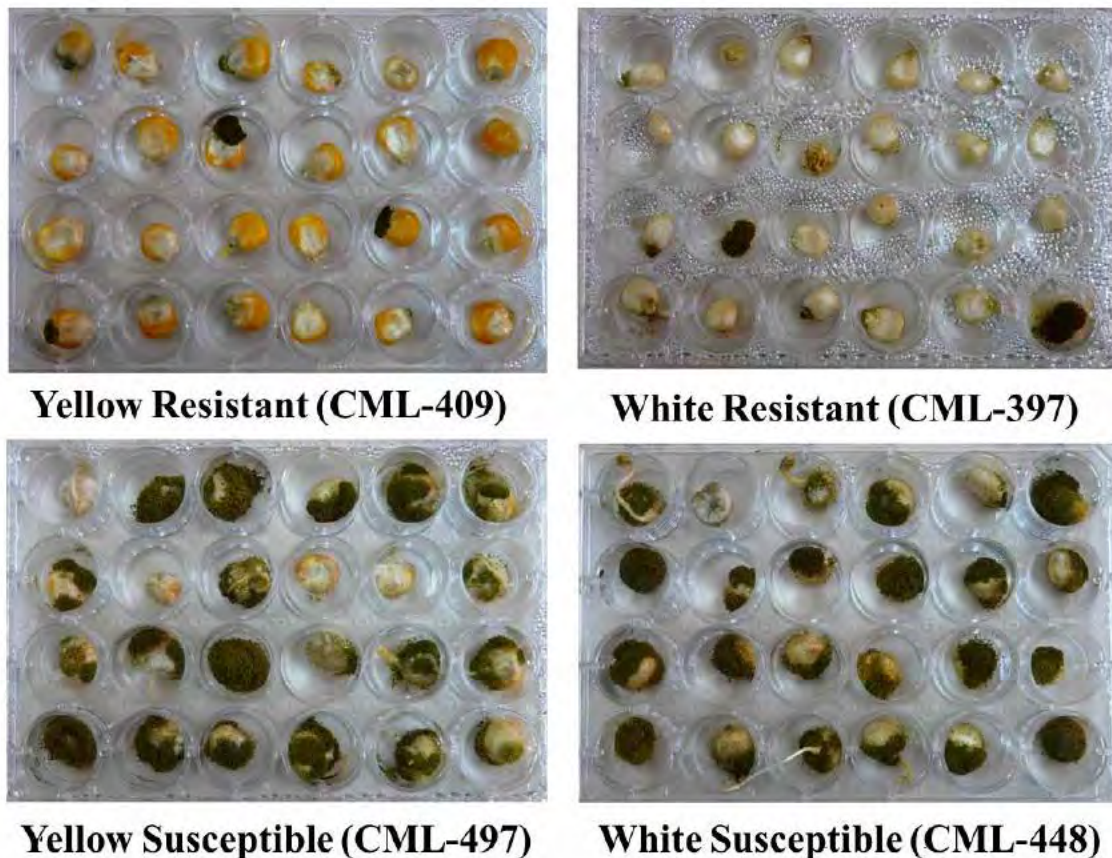 Yellow Resistant (CML-409)
White Resistant (CML-397)
Yellow Susceptible (CML-497)
White Susceptible (CML-448)